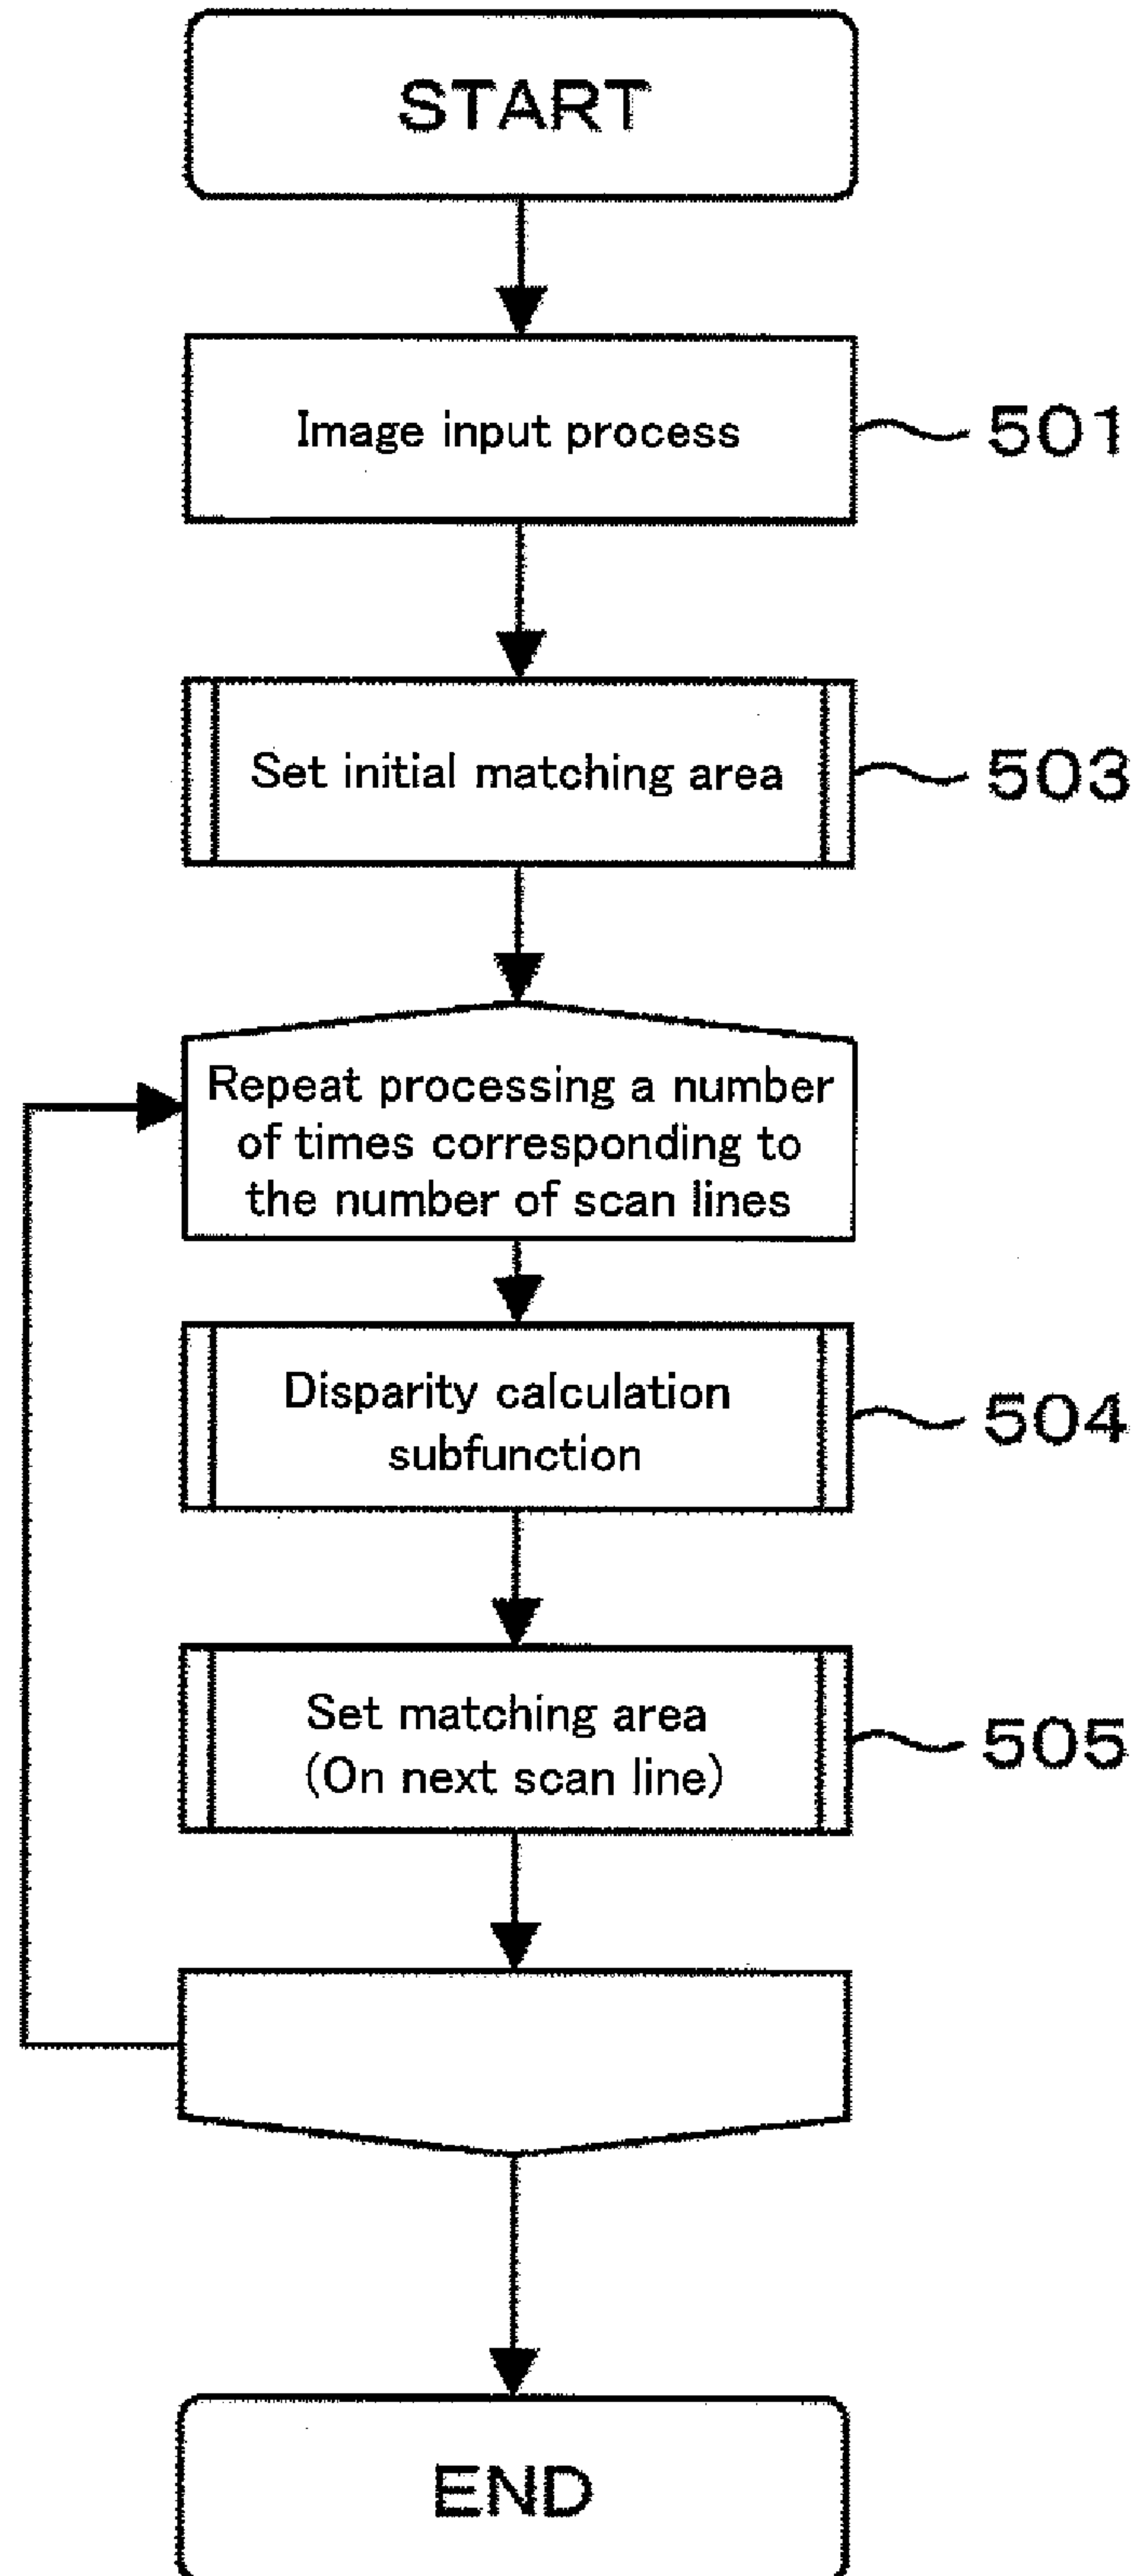 START
Image input process
501
Set initial matching area
503
Repeat processing a number
of times corresponding to
the number of scan lines
Disparity calculation
subfunction
504
Set matching area
(On next scan line)
505
END